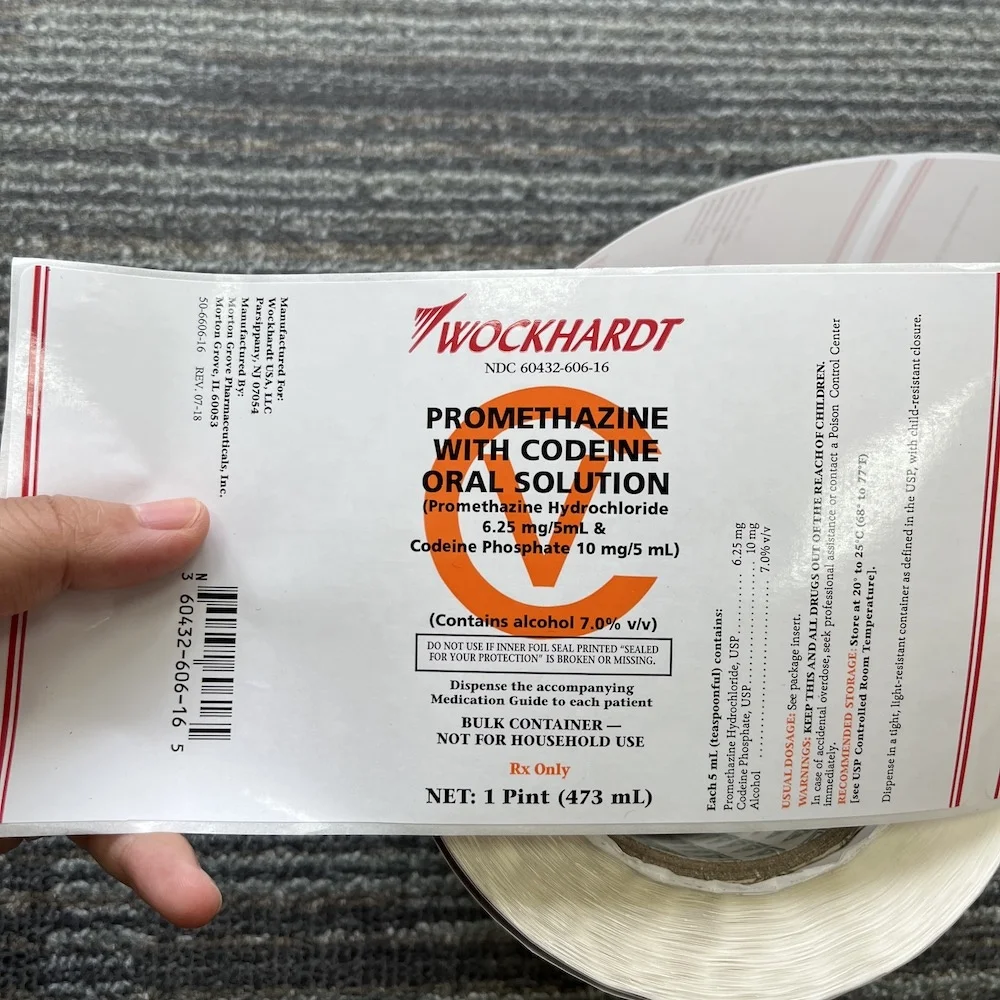 Manufactured For:
Wockhardt USA, LLC
Parsippany, NJ 07054
Manufactured By:
Morton Grove Pharmaceuticals, Inc.
Morton Grove, IL 60053
50-6606-16 REV. 07-18
N
3 60432-606-16 5
WOCKHARDT
NDC 60432-606-16
CV
PROMETHAZINE
WITH CODEINE
ORAL SOLUTION
(Promethazine Hydrochloride
6.25 mg/5mL &
Codeine Phosphate 10 mg/5 mL)
(Contains alcohol 7.0% v/v)
DO NOT USE IF INNER FOIL SEAL PRINTED "SEALED
FOR YOUR PROTECTION" IS BROKEN OR MISSING.
Dispense the accompanying
Medication Guide to each patient
BULK CONTAINER —
NOT FOR HOUSEHOLD USE
Rx Only
NET: 1 Pint (473 mL)
Each 5 mL (teaspoonful) contains:
Promethazine Hydrochloride, USP ........ 6.25 mg
Codeine Phosphate, USP .................... 10 mg
Alcohol .................................. 7.0% v/v
USUAL DOSAGE: See package insert.
WARNINGS: KEEP THIS AND ALL DRUGS OUT OF THE REACH OF CHILDREN.
In case of accidental overdose, seek professional assistance or contact a Poison Control Center
immediately.
RECOMMENDED STORAGE: Store at 20° to 25°C (68° to 77°F)
[see USP Controlled Room Temperature].
Dispense in a tight, light-resistant container as defined in the USP, with child-resistant closure.